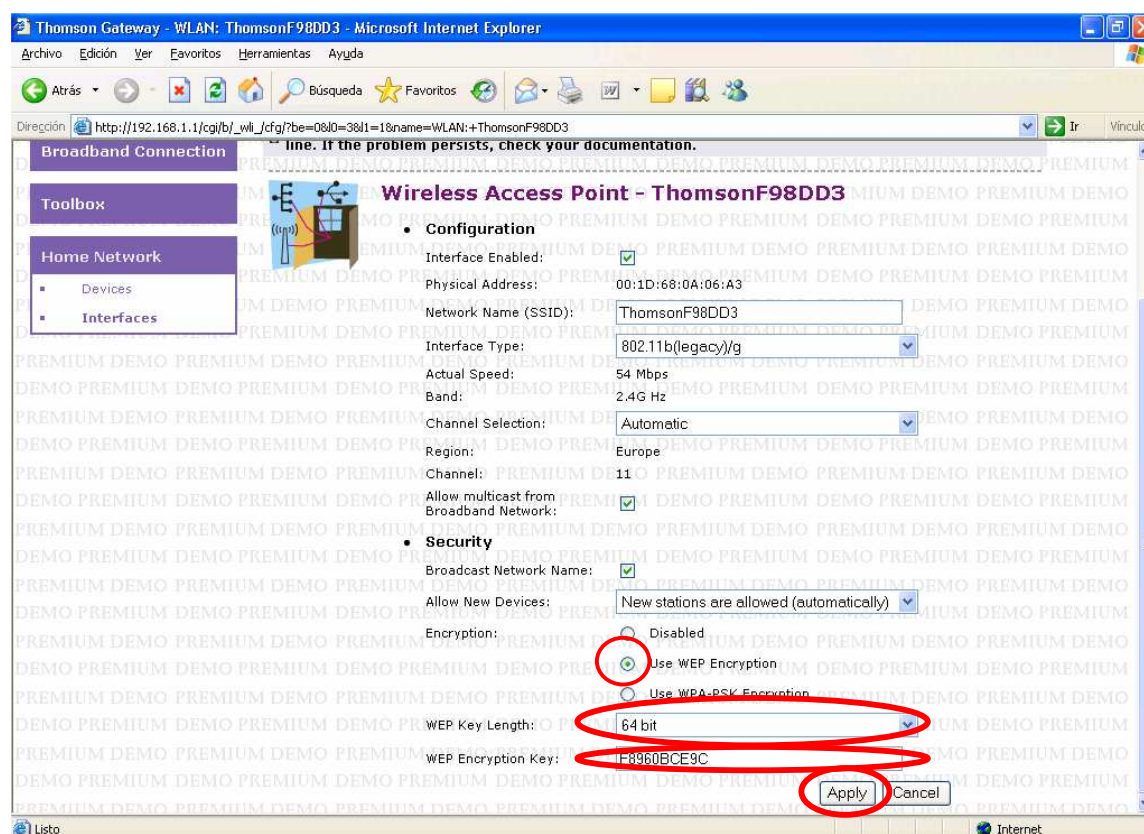 Thomson Gateway - WLAN: ThomsonF98DD3 - Microsoft Internet Explorer
Archivo Edición Ver Favoritos Herramientas Ayuda
Atrás Búsqueda Favoritos
Dirección http://192.168.1.1/cgi/b/_wli_/cfg/?be=0&l0=3&l1=1&name=WLAN:+ThomsonF98DD3 Ir Vínculo
Broadband Connection
line. If the problem persists, check your documentation.
Toolbox
Wireless Access Point - ThomsonF98DD3
Home Network
Devices
Interfaces
• Configuration
Interface Enabled:
Physical Address: 00:1D:68:0A:06:A3
Network Name (SSID): ThomsonF98DD3
Interface Type: 802.11b(legacy)/g
Actual Speed: 54 Mbps
Band: 2.4G Hz
Channel Selection: Automatic
Region: Europe
Channel: 11
Allow multicast from
Broadband Network:
• Security
Broadcast Network Name:
Allow New Devices: New stations are allowed (automatically)
Encryption: Disabled
Use WEP Encryption
Use WPA-PSK Encryption
WEP Key Length: 64 bit
WEP Encryption Key: F8960BCE9C
Apply Cancel
Listo Internet